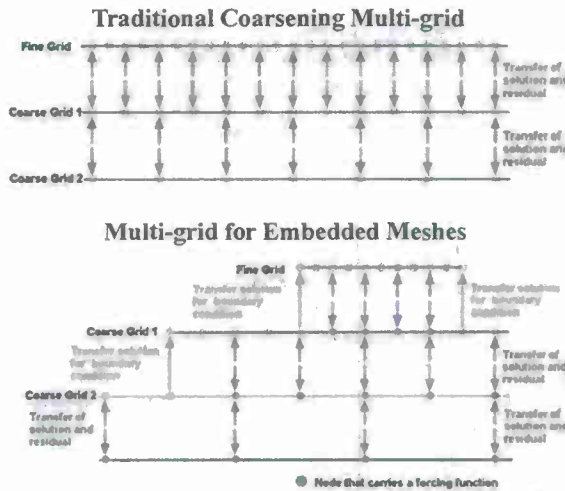 Traditional Coarsening Multi-grid
Fine Grid
Transfer of
solution and
residual
Coarse Grid 1
Transfer of
solution and
residual
Coarse Grid 2
Multi-grid for Embedded Meshes
Fine Grid
Transfer solution
for boundary
condition
Transfer solution
for boundary
condition
Coarse Grid 1
Transfer solution
for boundary
condition
Transfer of
solution and
residual
Coarse Grid 2
Transfer of
solution and
residual
Transfer of
solution and
residual
Node that carries a forcing function